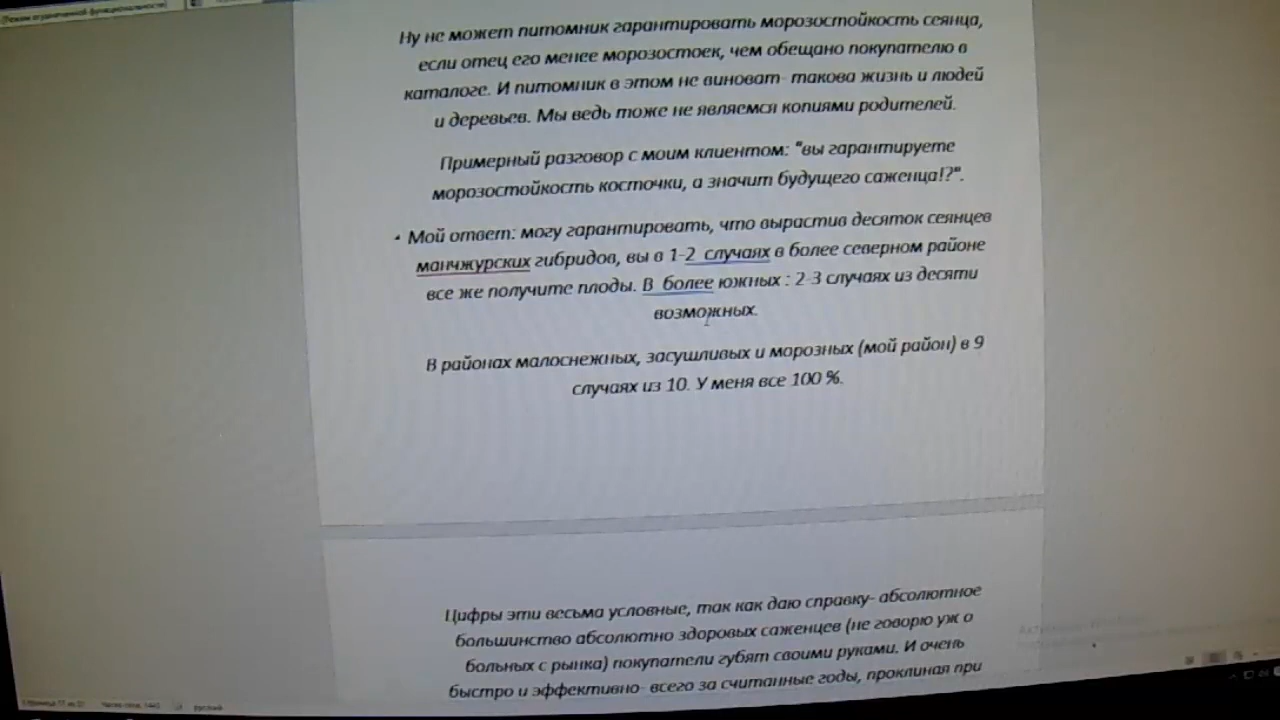 (Режим ограниченной функциональности)
Ну не может питомник гарантировать морозостойкость сеянца,
если отец его менее морозостоек, чем обещано покупателю в
каталоге. И питомник в этом не виноват- такова жизнь и людей
и деревьев. Мы ведь тоже не являемся копиями родителей.
Примерный разговор с моим клиентом: "вы гарантируете
морозостойкость косточки, а значит будущего саженца!?".
• Мой ответ: могу гарантировать, что вырастив десяток сеянцев
манчжурских гибридов, вы в 1-2 случаях в более северном районе
все же получите плоды. В более южных : 2-3 случаях из десяти
возможных.
В районах малоснежных, засушливых и морозных (мой район) в 9
случаях из 10. У меня все 100 %.
Цифры эти весьма условные, так как даю справку- абсолютное
большинство абсолютно здоровых саженцев (не говорю уж о
больных с рынка) покупатели губят своими руками. И очень
быстро и эффективно- всего за считанные годы, проклиная при
русский